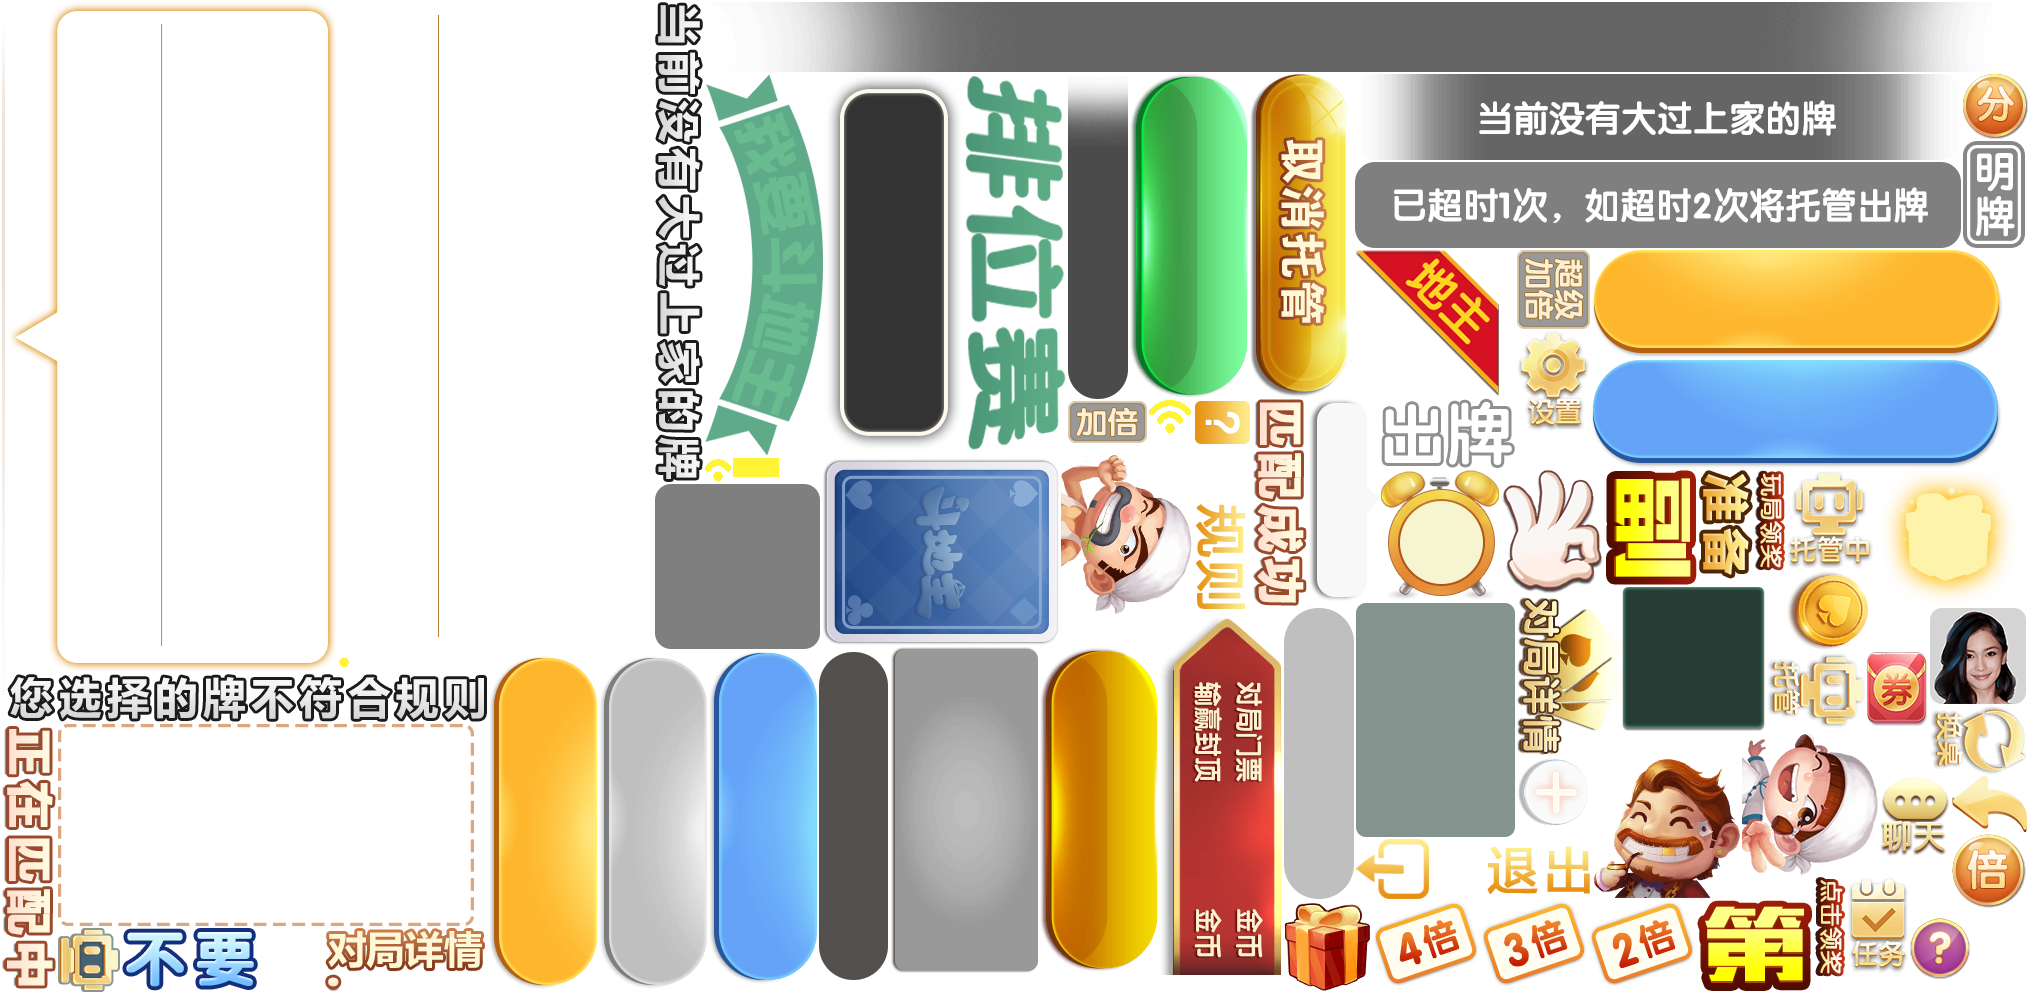 当前没有大过上家的牌
我要斗地主
排位赛
取消托管
当前没有大过上家的牌
分
明牌
已超时1次，如超时2次将托管出牌
地主
超级
加倍
设置
加倍
?
匹配成功
出牌
规则
斗地主
副
准备
玩局领奖
托管中
对局详情
托管
券
换桌
您选择的牌不符合规则
正在匹配中
对局门票
输赢封顶
金币
金币
聊天
倍
退出
不要
对局详情
4倍
3倍
2倍
第
点击领奖
任务
?